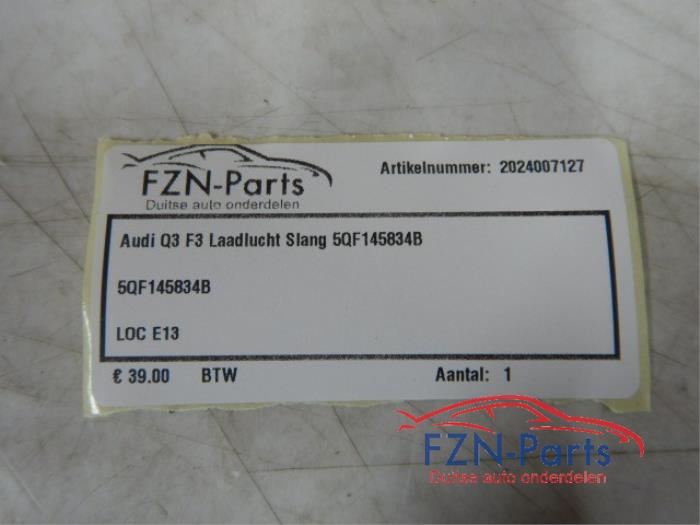 FZN-Parts
Duitse auto onderdelen
Artikelnummer: 2024007127
Audi Q3 F3 Laadlucht Slang 5QF145834B
5QF145834B
LOC E13
€ 39.00 BTW Aantal: 1
FZN-Parts
Duitse auto onderdelen